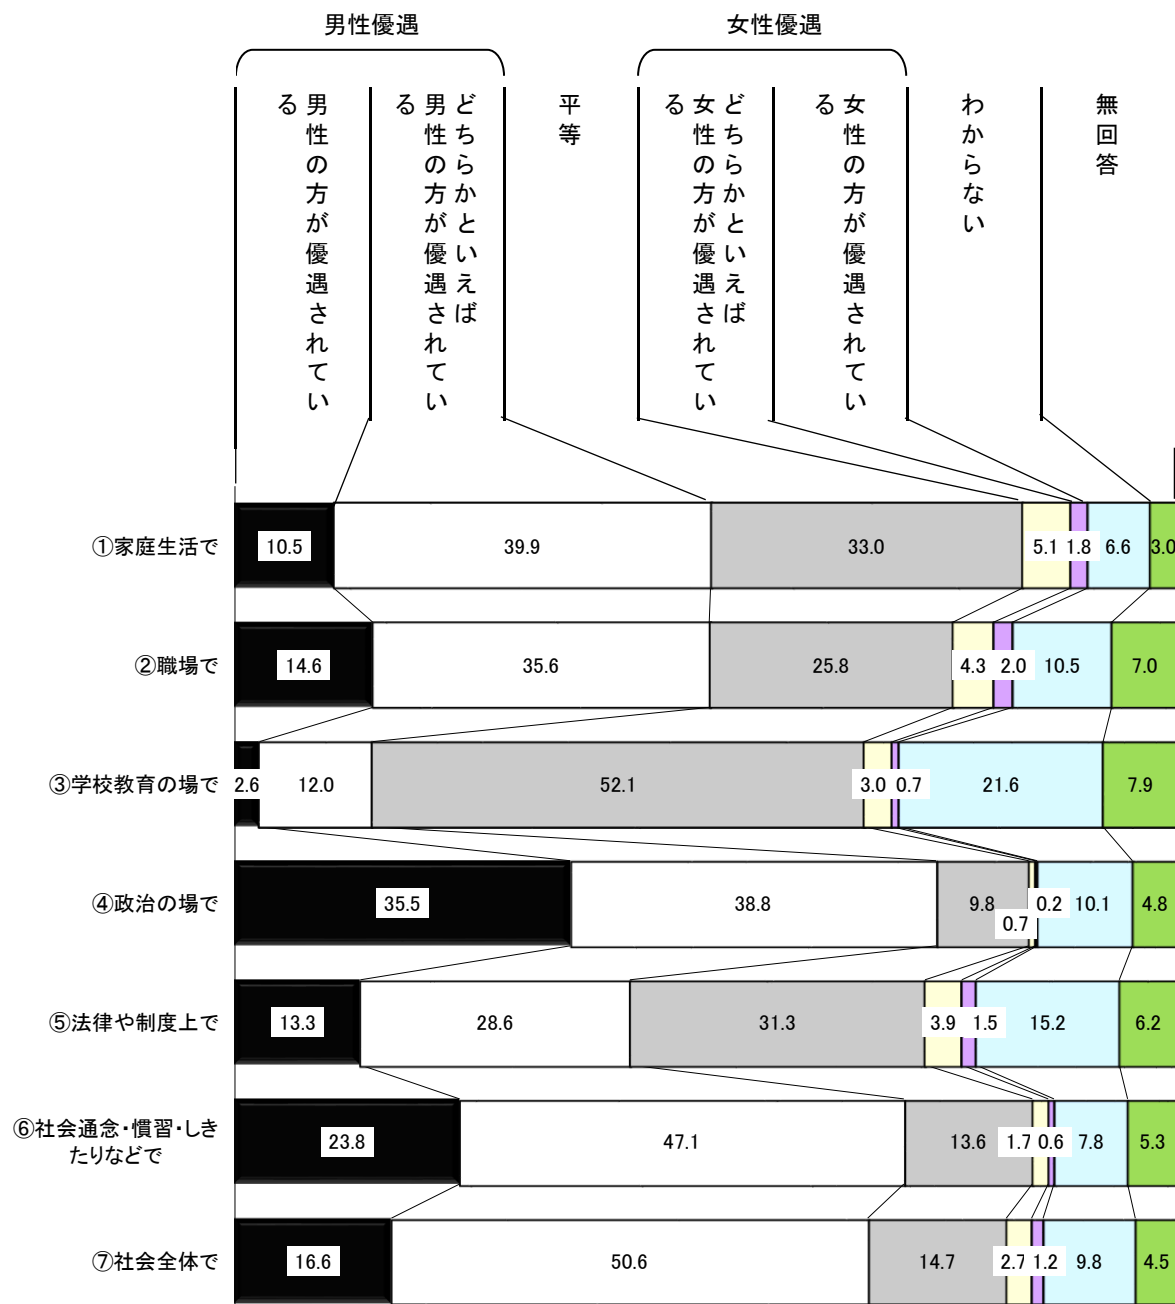 男性優遇
女性優遇
男性の方が優遇されてい
る
どちらかといえば
男性の方が優遇されてい
る
平等
どちらかといえば
女性の方が優遇されてい
る
女性の方が優遇されてい
る
わからない
無回答
①家庭生活で
10.5 39.9 33.0 5.1 1.8 6.6 3.0
②職場で
14.6 35.6 25.8 4.3 2.0 10.5 7.0
③学校教育の場で
2.6 12.0 52.1 3.0 0.7 21.6 7.9
④政治の場で
35.5 38.8 9.8 0.7 0.2 10.1 4.8
⑤法律や制度上で
13.3 28.6 31.3 3.9 1.5 15.2 6.2
⑥社会通念・慣習・しき
たりなどで
23.8 47.1 13.6 1.7 0.6 7.8 5.3
⑦社会全体で
16.6 50.6 14.7 2.7 1.2 9.8 4.5